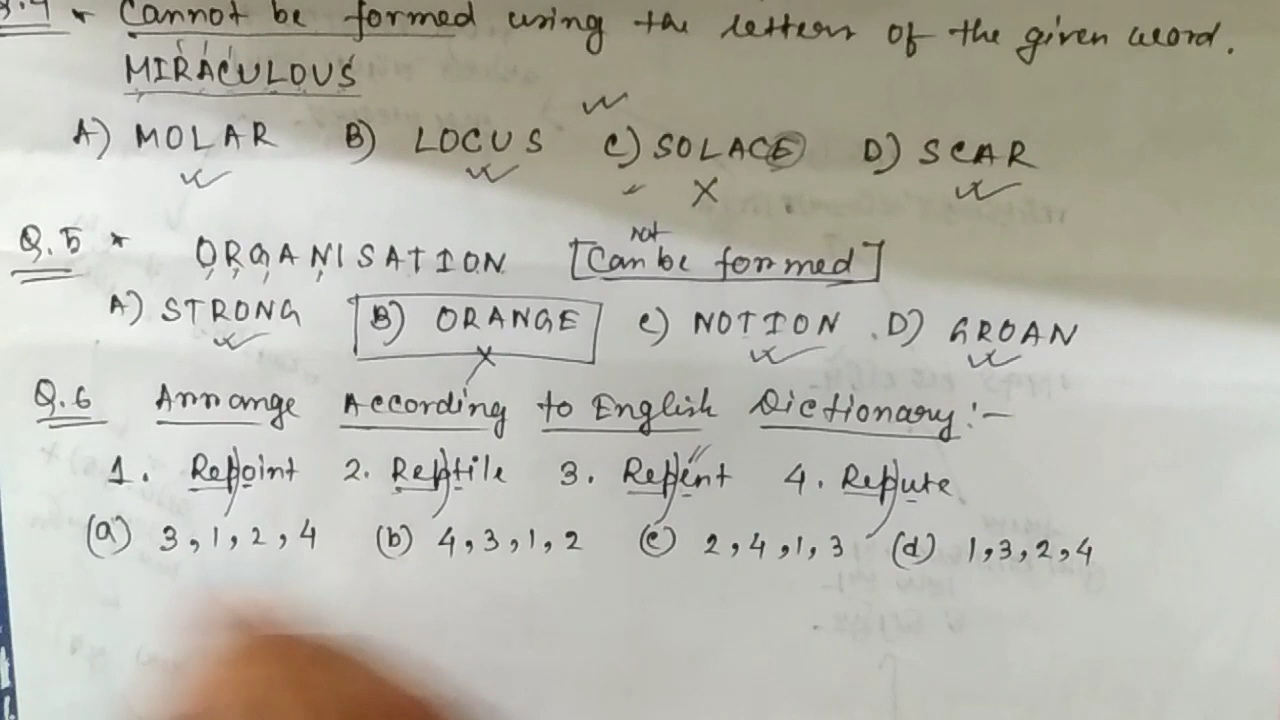 * Cannot be formed using the letters of the given word.
MIRACULOUS
A) MOLAR B) LOCUS C) SOLACE D) SCAR
Q.5 * ORGANISATION [Can not be formed]
A) STRONG B) ORANGE C) NOTION D) GROAN
Q.6 Arrange According to English Dictionary:-
1. Repoint 2. Reptile 3. Repent 4. Repute
(a) 3,1,2,4 (b) 4,3,1,2 (c) 2,4,1,3 (d) 1,3,2,4